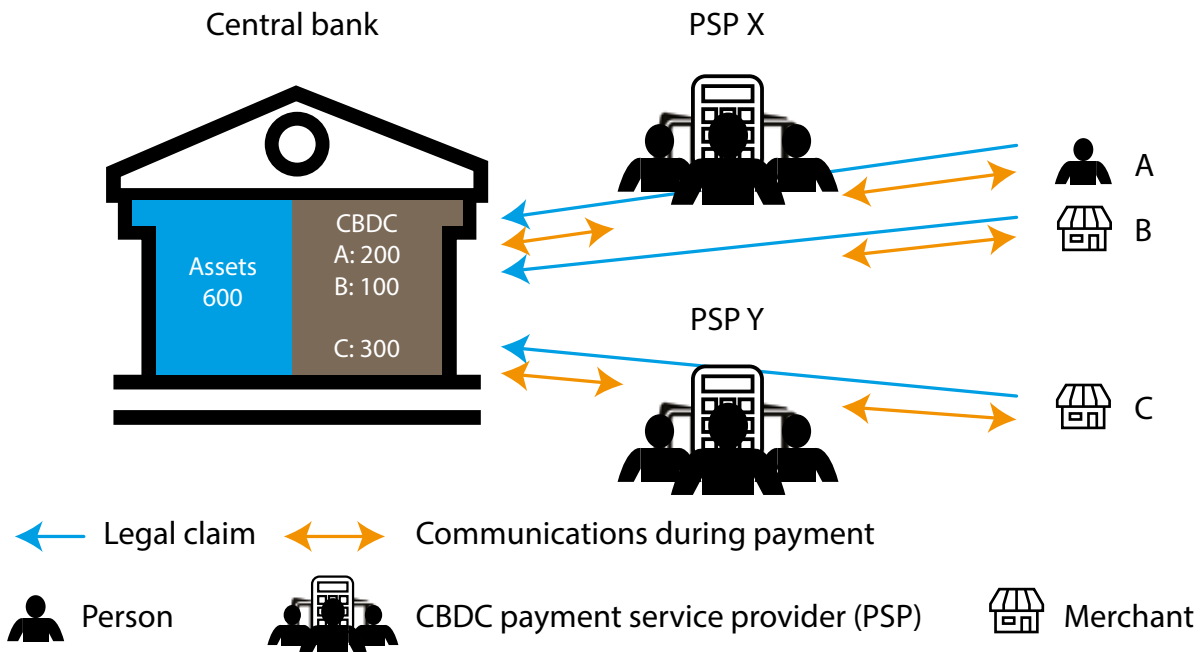 Central bank
PSP X
Assets
600
CBDC
A: 200
B: 100
C: 300
A
B
PSP Y
C
Legal claim
Communications during payment
Person
CBDC payment service provider (PSP)
Merchant